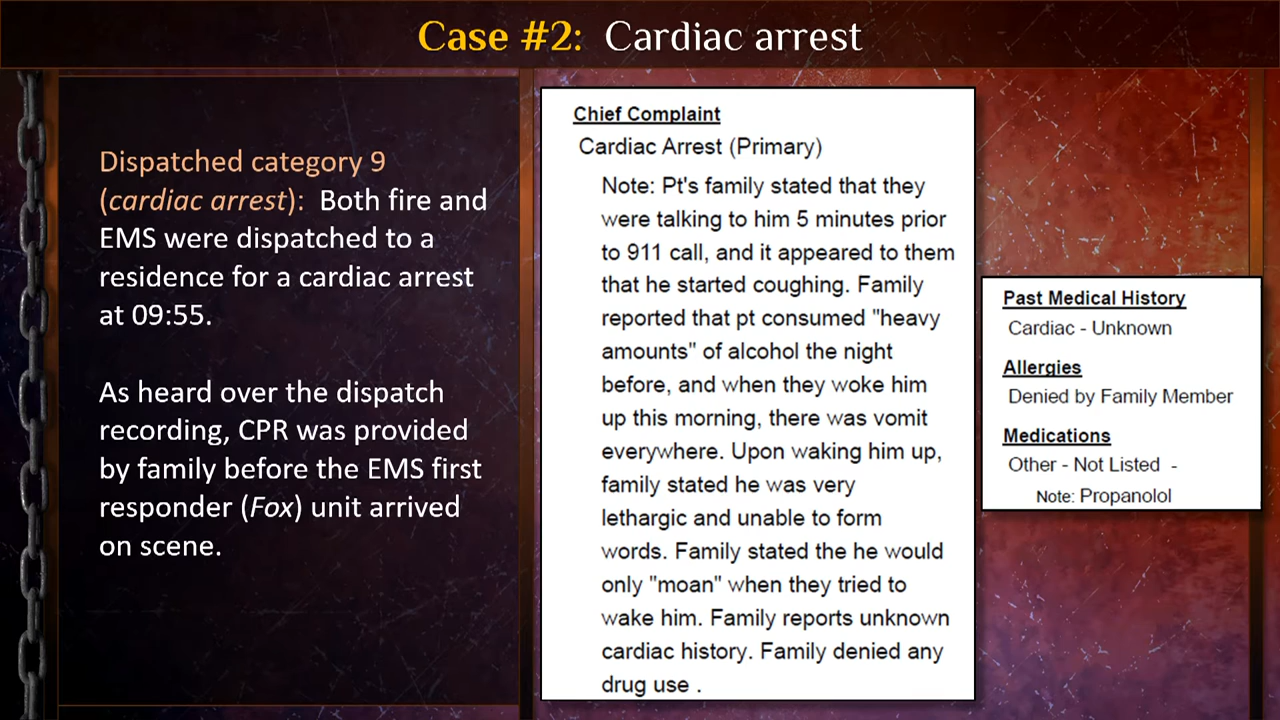 Case #2: Cardiac arrest
Dispatched category 9
(cardiac arrest): Both fire and
EMS were dispatched to a
residence for a cardiac arrest
at 09:55.
As heard over the dispatch
recording, CPR was provided
by family before the EMS first
responder (Fox) unit arrived
on scene.
Chief Complaint
Cardiac Arrest (Primary)
Note: Pt's family stated that they
were talking to him 5 minutes prior
to 911 call, and it appeared to them
that he started coughing. Family
reported that pt consumed "heavy
amounts" of alcohol the night
before, and when they woke him
up this morning, there was vomit
everywhere. Upon waking him up,
family stated he was very
lethargic and unable to form
words. Family stated the he would
only "moan" when they tried to
wake him. Family reports unknown
cardiac history. Family denied any
drug use .
Past Medical History
Cardiac - Unknown
Allergies
Denied by Family Member
Medications
Other - Not Listed -
Note: Propanolol